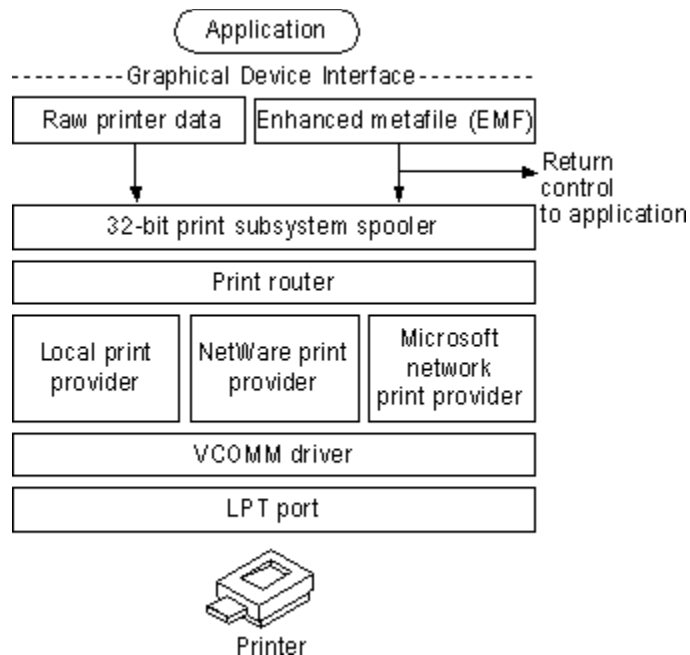 Application
Graphical Device Interface
Raw printer data
Enhanced metafile (EMF)
Return
control
to application
32-bit print subsystem spooler
Print router
Local print
provider
NetWare print
provider
Microsoft
network
print provider
VCOMM driver
LPT port
Printer